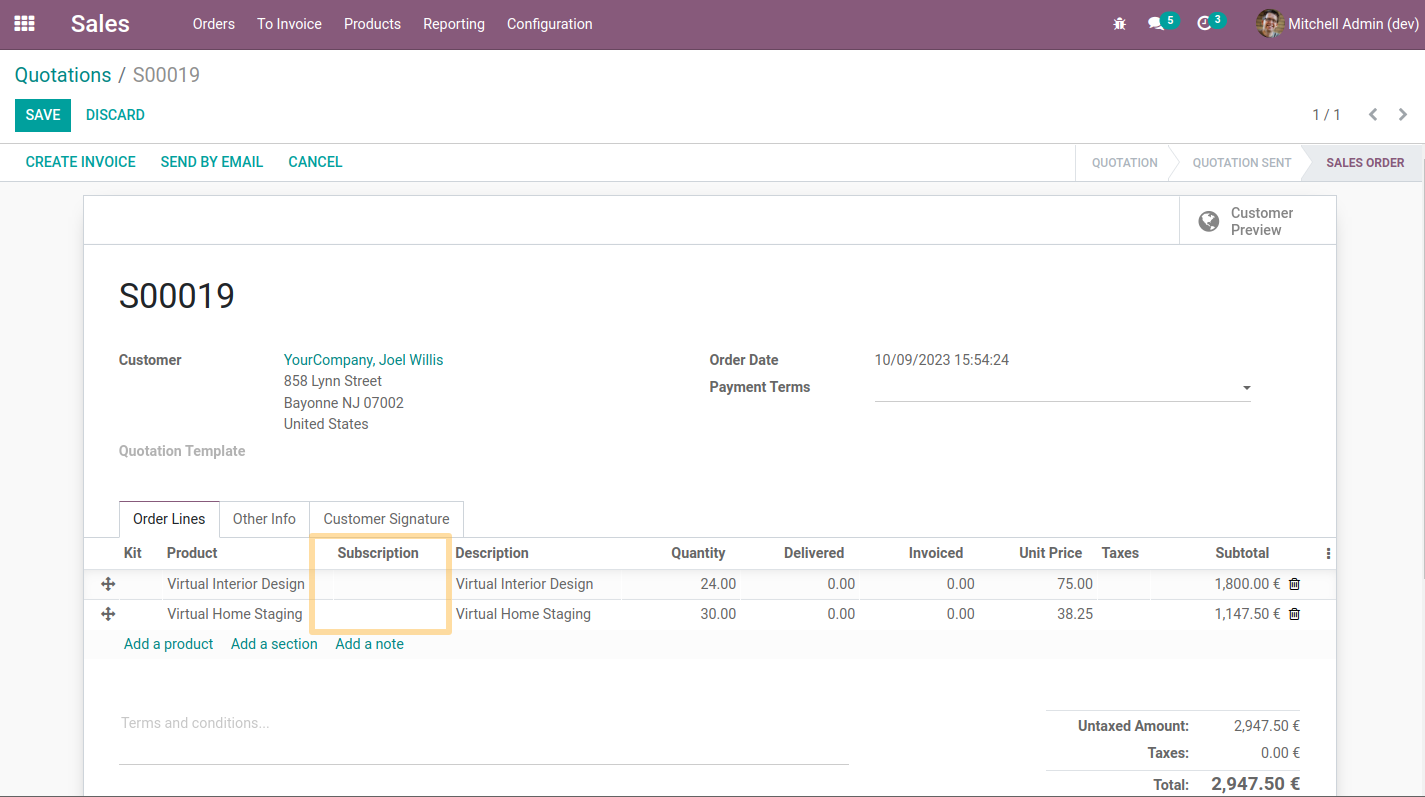 Sales Orders To Invoice Products Reporting Configuration 5 3 Mitchell Admin (dev)
Quotations / S00019
SAVE DISCARD 1 / 1
CREATE INVOICE SEND BY EMAIL CANCEL QUOTATION QUOTATION SENT SALES ORDER
Customer
Preview
S00019
Customer YourCompany, Joel Willis Order Date 10/09/2023 15:54:24
858 Lynn Street Payment Terms
Bayonne NJ 07002
United States
Quotation Template
Order Lines Other Info Customer Signature
Kit Product Subscription Description Quantity Delivered Invoiced Unit Price Taxes Subtotal
Virtual Interior Design Virtual Interior Design 24.00 0.00 0.00 75.00 1,800.00 €
Virtual Home Staging Virtual Home Staging 30.00 0.00 0.00 38.25 1,147.50 €
Add a product Add a section Add a note
Terms and conditions...
Untaxed Amount: 2,947.50 €
Taxes: 0.00 €
Total: 2,947.50 €